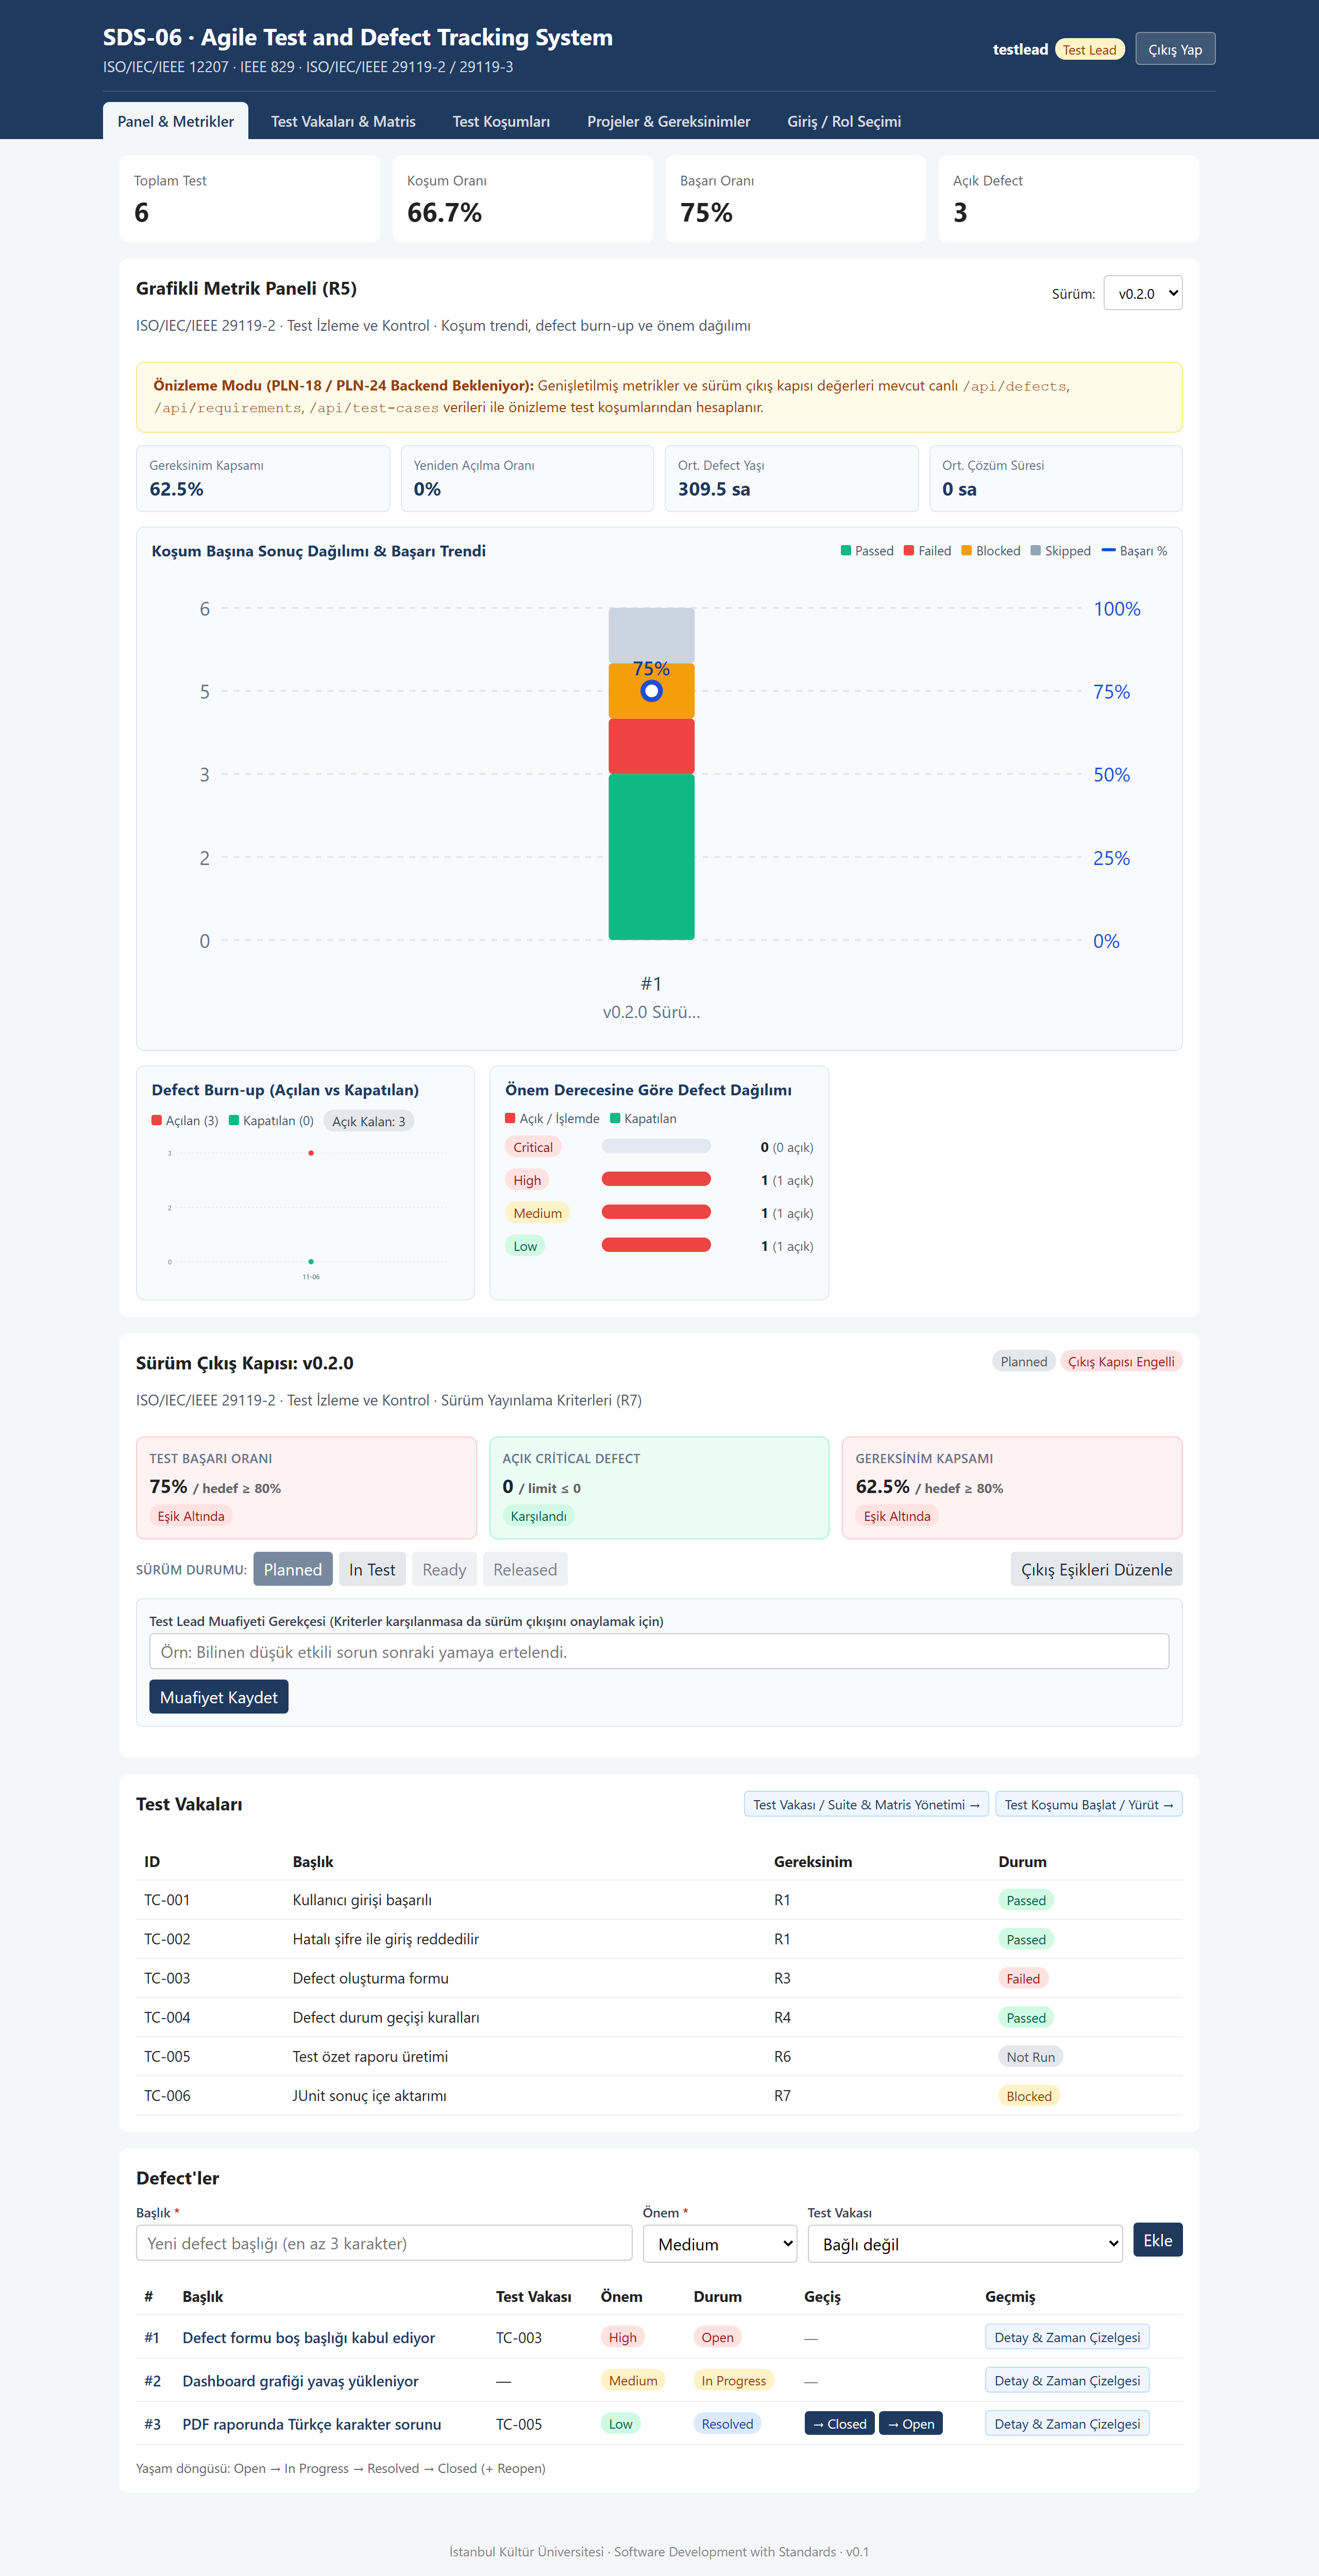 SDS-06 · Agile Test and Defect Tracking System
ISO/IEC/IEEE 12207 · IEEE 829 · ISO/IEC/IEEE 29119-2 / 29119-3
testlead Test Lead Çıkış Yap
Panel & Metrikler Test Vakaları & Matris Test Koşumları Projeler & Gereksinimler Giriş / Rol Seçimi
Toplam Test
6
Koşum Oranı
66.7%
Başarı Oranı
75%
Açık Defect
3
Grafikli Metrik Paneli (R5)
Sürüm: v0.2.0
ISO/IEC/IEEE 29119-2 · Test İzleme ve Kontrol · Koşum trendi, defect burn-up ve önem dağılımı
Önizleme Modu (PLN-18 / PLN-24 Backend Bekleniyor): Genişletilmiş metrikler ve sürüm çıkış kapısı değerleri mevcut canlı /api/defects,
/api/requirements, /api/test-cases verileri ile önizleme test koşumlarından hesaplanır.
Gereksinim Kapsamı
62.5%
Yeniden Açılma Oranı
0%
Ort. Defect Yaşı
309.5 sa
Ort. Çözüm Süresi
0 sa
Koşum Başına Sonuç Dağılımı & Başarı Trendi
Passed Failed Blocked Skipped Başarı %
6 100%
75%
5 75%
3 50%
2 25%
0 0%
#1
v0.2.0 Sürü...
Defect Burn-up (Açılan vs Kapatılan)
Açılan (3) Kapatılan (0) Açık Kalan: 3
3
2
0
11-06
Önem Derecesine Göre Defect Dağılımı
Açık / İşlemde Kapatılan
Critical 0 (0 açık)
High 1 (1 açık)
Medium 1 (1 açık)
Low 1 (1 açık)
Sürüm Çıkış Kapısı: v0.2.0
Planned Çıkış Kapısı Engelli
ISO/IEC/IEEE 29119-2 · Test İzleme ve Kontrol · Sürüm Yayınlama Kriterleri (R7)
TEST BAŞARI ORANI
75% / hedef ≥ 80%
Eşik Altında
AÇIK CRİTİCAL DEFECT
0 / limit ≤ 0
Karşılandı
GEREKSİNİM KAPSAMI
62.5% / hedef ≥ 80%
Eşik Altında
SÜRÜM DURUMU: Planned In Test Ready Released Çıkış Eşikleri Düzenle
Test Lead Muafiyeti Gerekçesi (Kriterler karşılanmasa da sürüm çıkışını onaylamak için)
Örn: Bilinen düşük etkili sorun sonraki yamaya ertelendi.
Muafiyet Kaydet
Test Vakaları
Test Vakası / Suite & Matris Yönetimi → Test Koşumu Başlat / Yürüt →
ID Başlık Gereksinim Durum
TC-001 Kullanıcı girişi başarılı R1 Passed
TC-002 Hatalı şifre ile giriş reddedilir R1 Passed
TC-003 Defect oluşturma formu R3 Failed
TC-004 Defect durum geçişi kuralları R4 Passed
TC-005 Test özet raporu üretimi R6 Not Run
TC-006 JUnit sonuç içe aktarımı R7 Blocked
Defect'ler
Başlık * Önem * Test Vakası
Yeni defect başlığı (en az 3 karakter) Medium Bağlı değil Ekle
# Başlık Test Vakası Önem Durum Geçiş Geçmiş
#1 Defect formu boş başlığı kabul ediyor TC-003 High Open — Detay & Zaman Çizelgesi
#2 Dashboard grafiği yavaş yükleniyor — Medium In Progress — Detay & Zaman Çizelgesi
#3 PDF raporunda Türkçe karakter sorunu TC-005 Low Resolved → Closed → Open Detay & Zaman Çizelgesi
Yaşam döngüsü: Open → In Progress → Resolved → Closed (+ Reopen)
İstanbul Kültür Üniversitesi · Software Development with Standards · v0.1